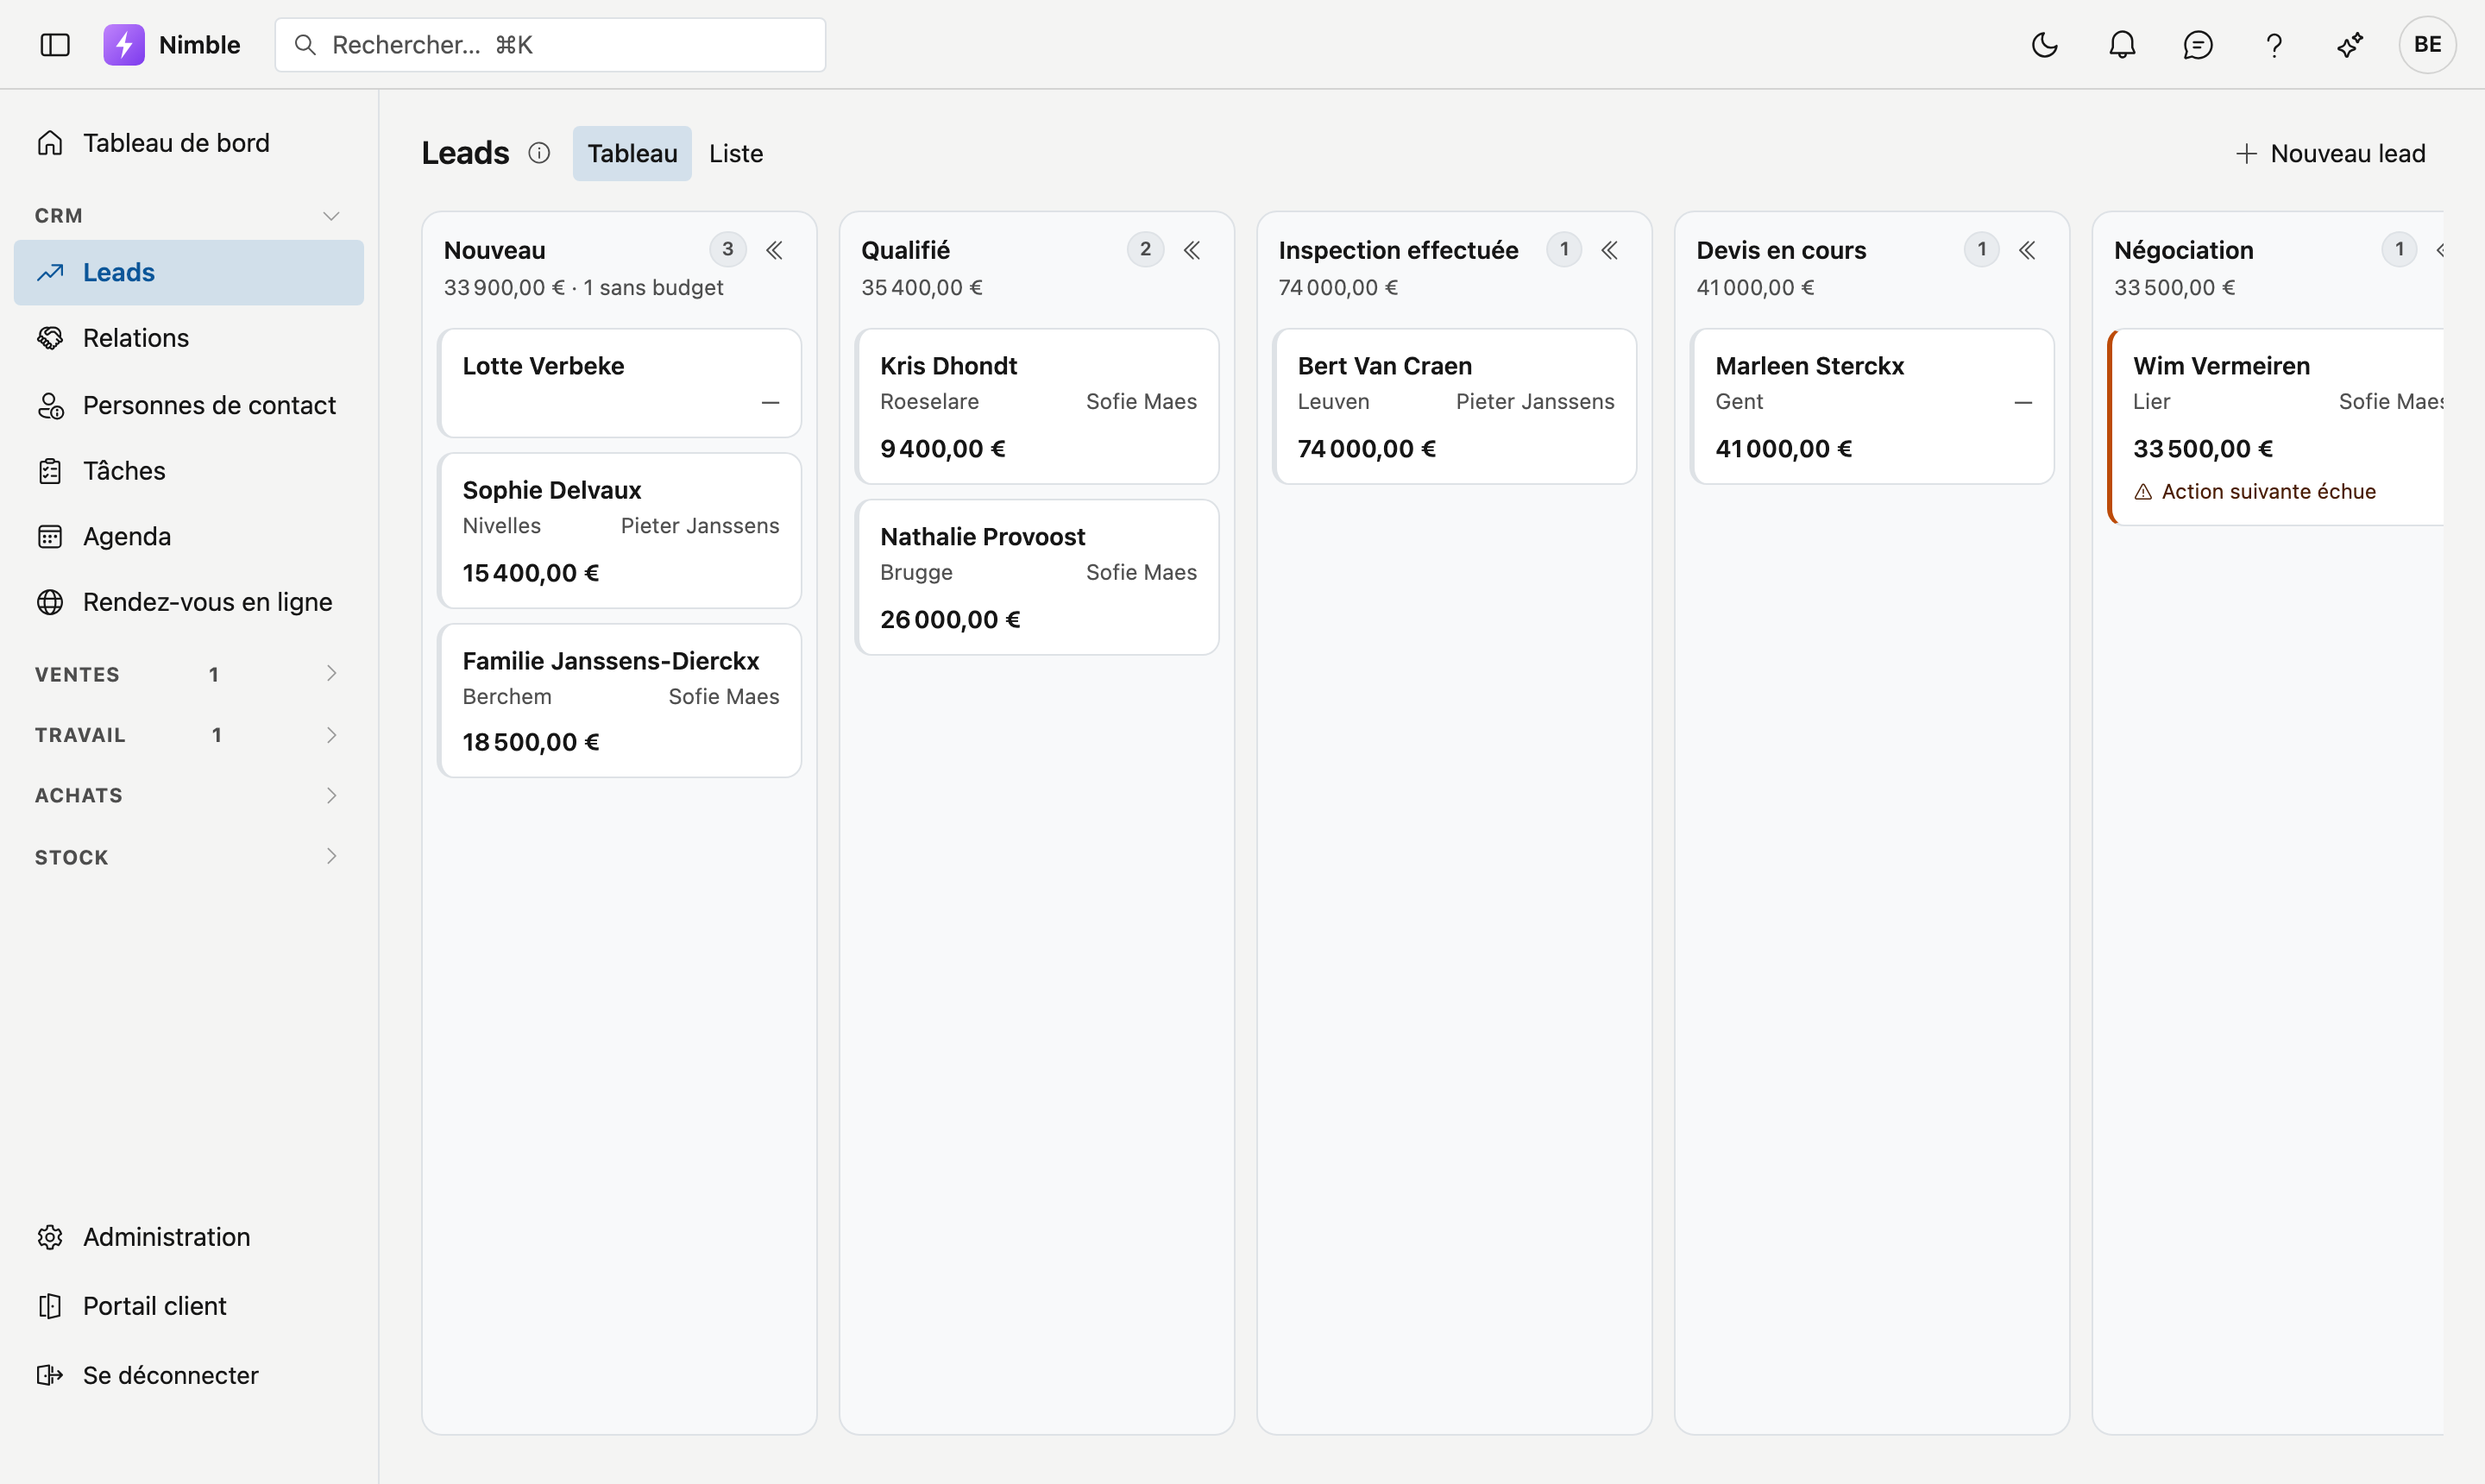 Nimble
Rechercher... ⌘K
BE
Tableau de bord
CRM
Leads
Relations
Personnes de contact
Tâches
Agenda
Rendez-vous en ligne
VENTES 1
TRAVAIL 1
ACHATS
STOCK
Administration
Portail client
Se déconnecter
Leads
Tableau
Liste
Nouveau lead
Nouveau 3
33 900,00 € · 1 sans budget
Lotte Verbeke
—
Sophie Delvaux
Nivelles Pieter Janssens
15 400,00 €
Familie Janssens-Dierckx
Berchem Sofie Maes
18 500,00 €
Qualifié 2
35 400,00 €
Kris Dhondt
Roeselare Sofie Maes
9 400,00 €
Nathalie Provoost
Brugge Sofie Maes
26 000,00 €
Inspection effectuée 1
74 000,00 €
Bert Van Craen
Leuven Pieter Janssens
74 000,00 €
Devis en cours 1
41 000,00 €
Marleen Sterckx
Gent —
41 000,00 €
Négociation 1
33 500,00 €
Wim Vermeiren
Lier Sofie Maes
33 500,00 €
Action suivante échue